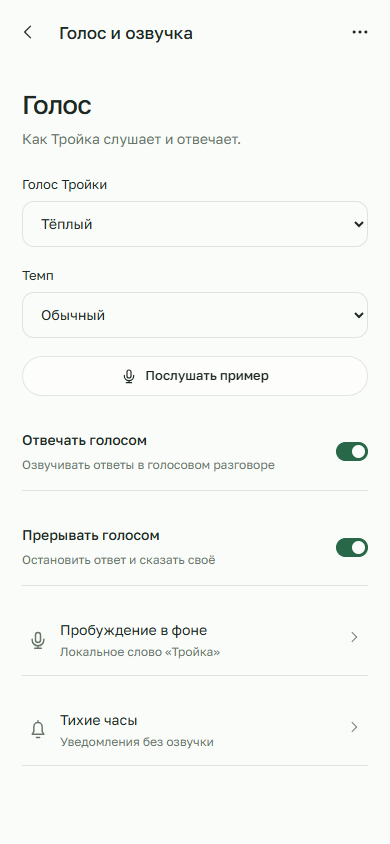 Голос и озвучка
Голос
Как Тройка слушает и отвечает.
Голос Тройки
Тёплый
Темп
Обычный
Послушать пример
Отвечать голосом
Озвучивать ответы в голосовом разговоре
Прерывать голосом
Остановить ответ и сказать своё
Пробуждение в фоне
Локальное слово «Тройка»
Тихие часы
Уведомления без озвучки